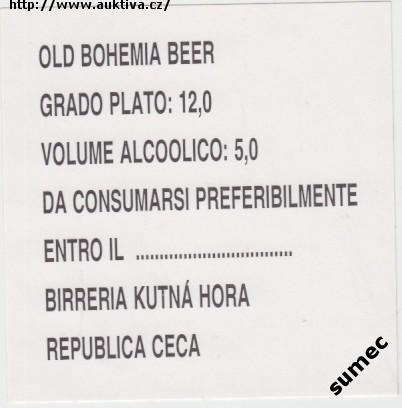 http://www.auktiva.cz/
OLD BOHEMIA BEER
GRADO PLATO: 12,0
VOLUME ALCOOLICO: 5,0
DA CONSUMARSI PREFERIBILMENTE
ENTRO IL .................................
BIRRERIA KUTNÁ HORA
REPUBLICA CECA
sumec